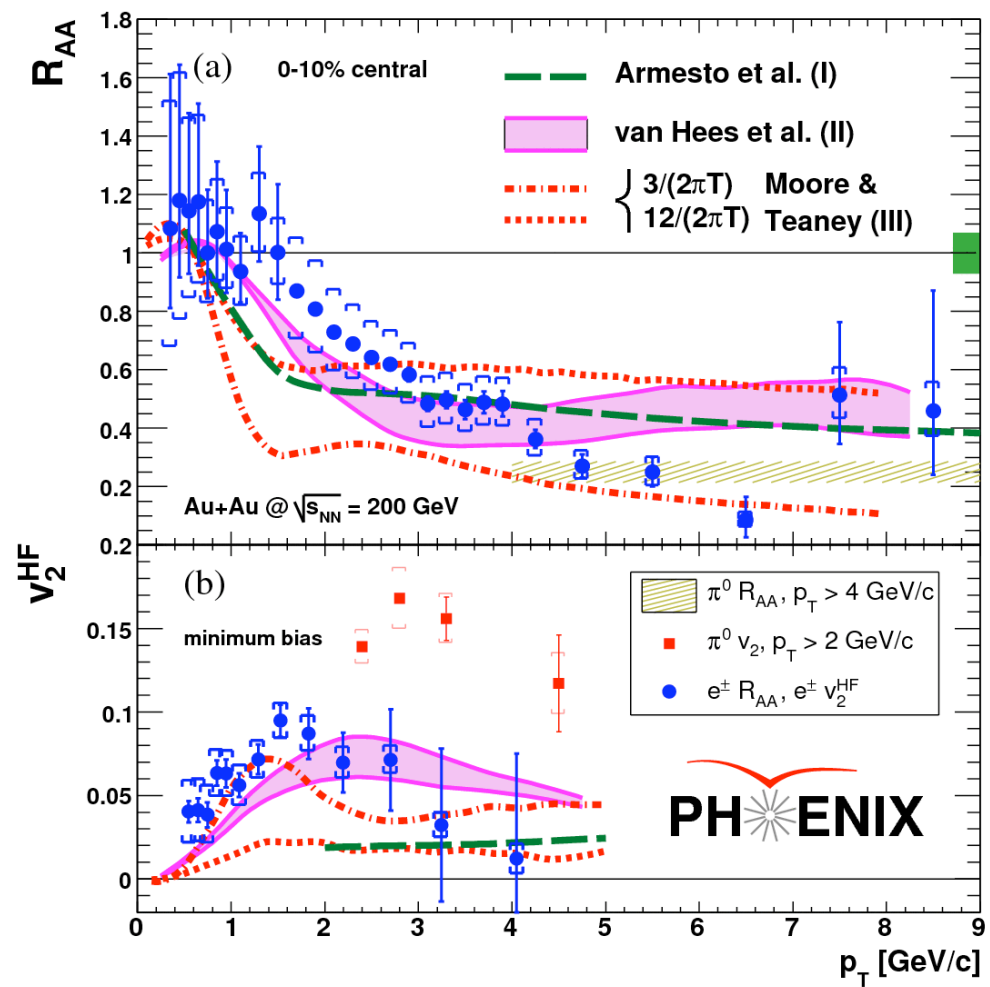 R_AA
1.8
1.6
1.4
1.2
1
0.8
0.6
0.4
0.2
0
(a)
0-10% central
Armesto et al. (I)
van Hees et al. (II)
3/(2πT) Moore &
12/(2πT) Teaney (III)
Au+Au @ √s_NN = 200 GeV
v_2^HF
0.2
0.15
0.1
0.05
0
(b)
minimum bias
π⁰ R_AA, p_T > 4 GeV/c
π⁰ v_2, p_T > 2 GeV/c
e± R_AA, e± v_2^HF
PHENIX
0 1 2 3 4 5 6 7 8 9
p_T [GeV/c]